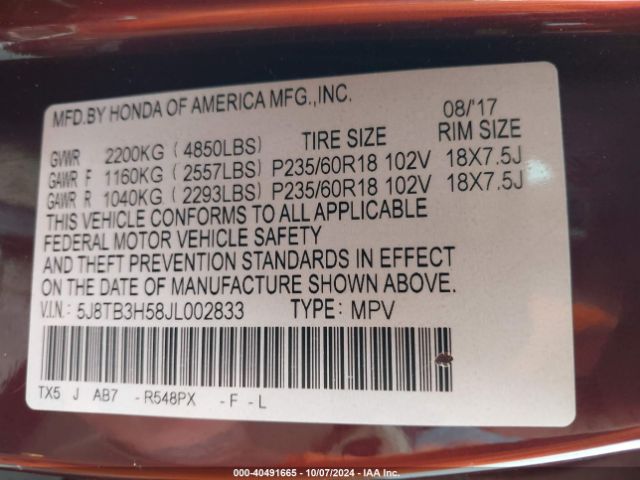 MFD.BY HONDA OF AMERICA MFG.,INC. 08/'17
TIRE SIZE RIM SIZE
GVWR 2200KG (4850LBS)
GAWR F 1160KG (2557LBS) P235/60R18 102V 18X7.5J
GAWR R 1040KG (2293LBS) P235/60R18 102V 18X7.5J
THIS VEHICLE CONFORMS TO ALL APPLICABLE
FEDERAL MOTOR VEHICLE SAFETY
AND THEFT PREVENTION STANDARDS IN EFFECT
ON THE DATE OF MANUFACTURE SHOWN ABOVE.
V.I.N.: 5J8TB3H58JL002833 TYPE: MPV
TX5 J AB7 -R548PX -F-L
000-40491665 - 10/07/2024 - IAA Inc.